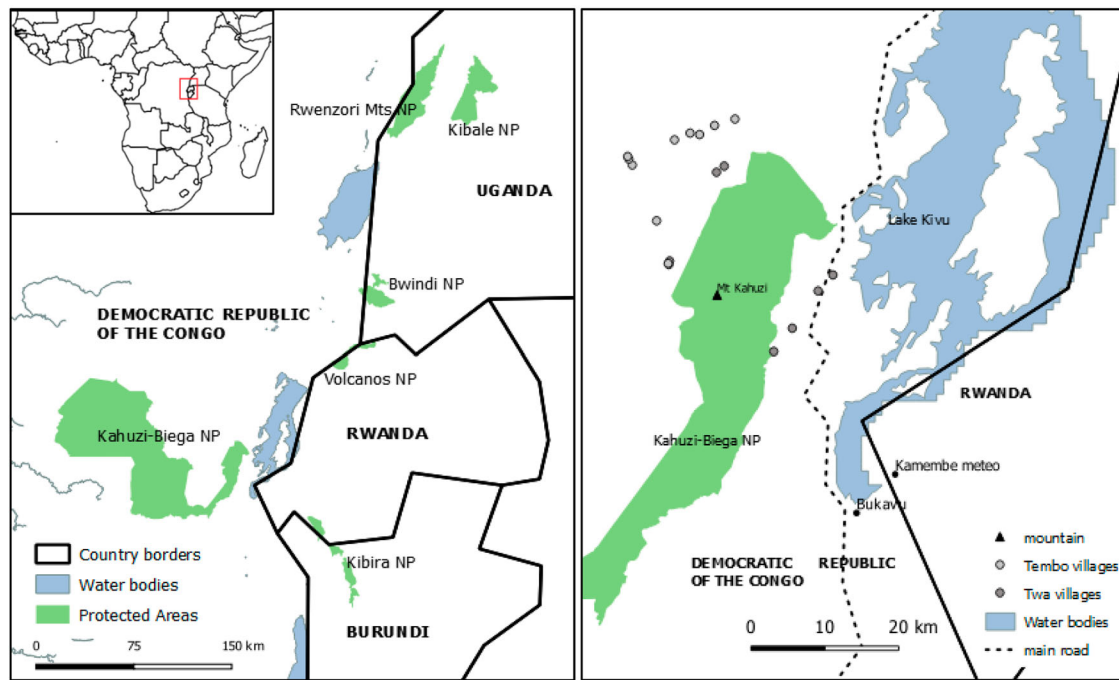 Rwenzori Mts NP
Kibale NP
UGANDA
Bwindi NP
DEMOCRATIC REPUBLIC
OF THE CONGO
Volcanos NP
RWANDA
Kahuzi-Biega NP
Kibira NP
BURUNDI
Country borders
Water bodies
Protected Areas
0 75 150 km
Lake Kivu
Mt Kahuzi
RWANDA
Kahuzi-Biega NP
Kamembe meteo
Bukavu
DEMOCRATIC REPUBLIC
OF THE CONGO
mountain
Tembo villages
Twa villages
Water bodies
main road
0 10 20 km